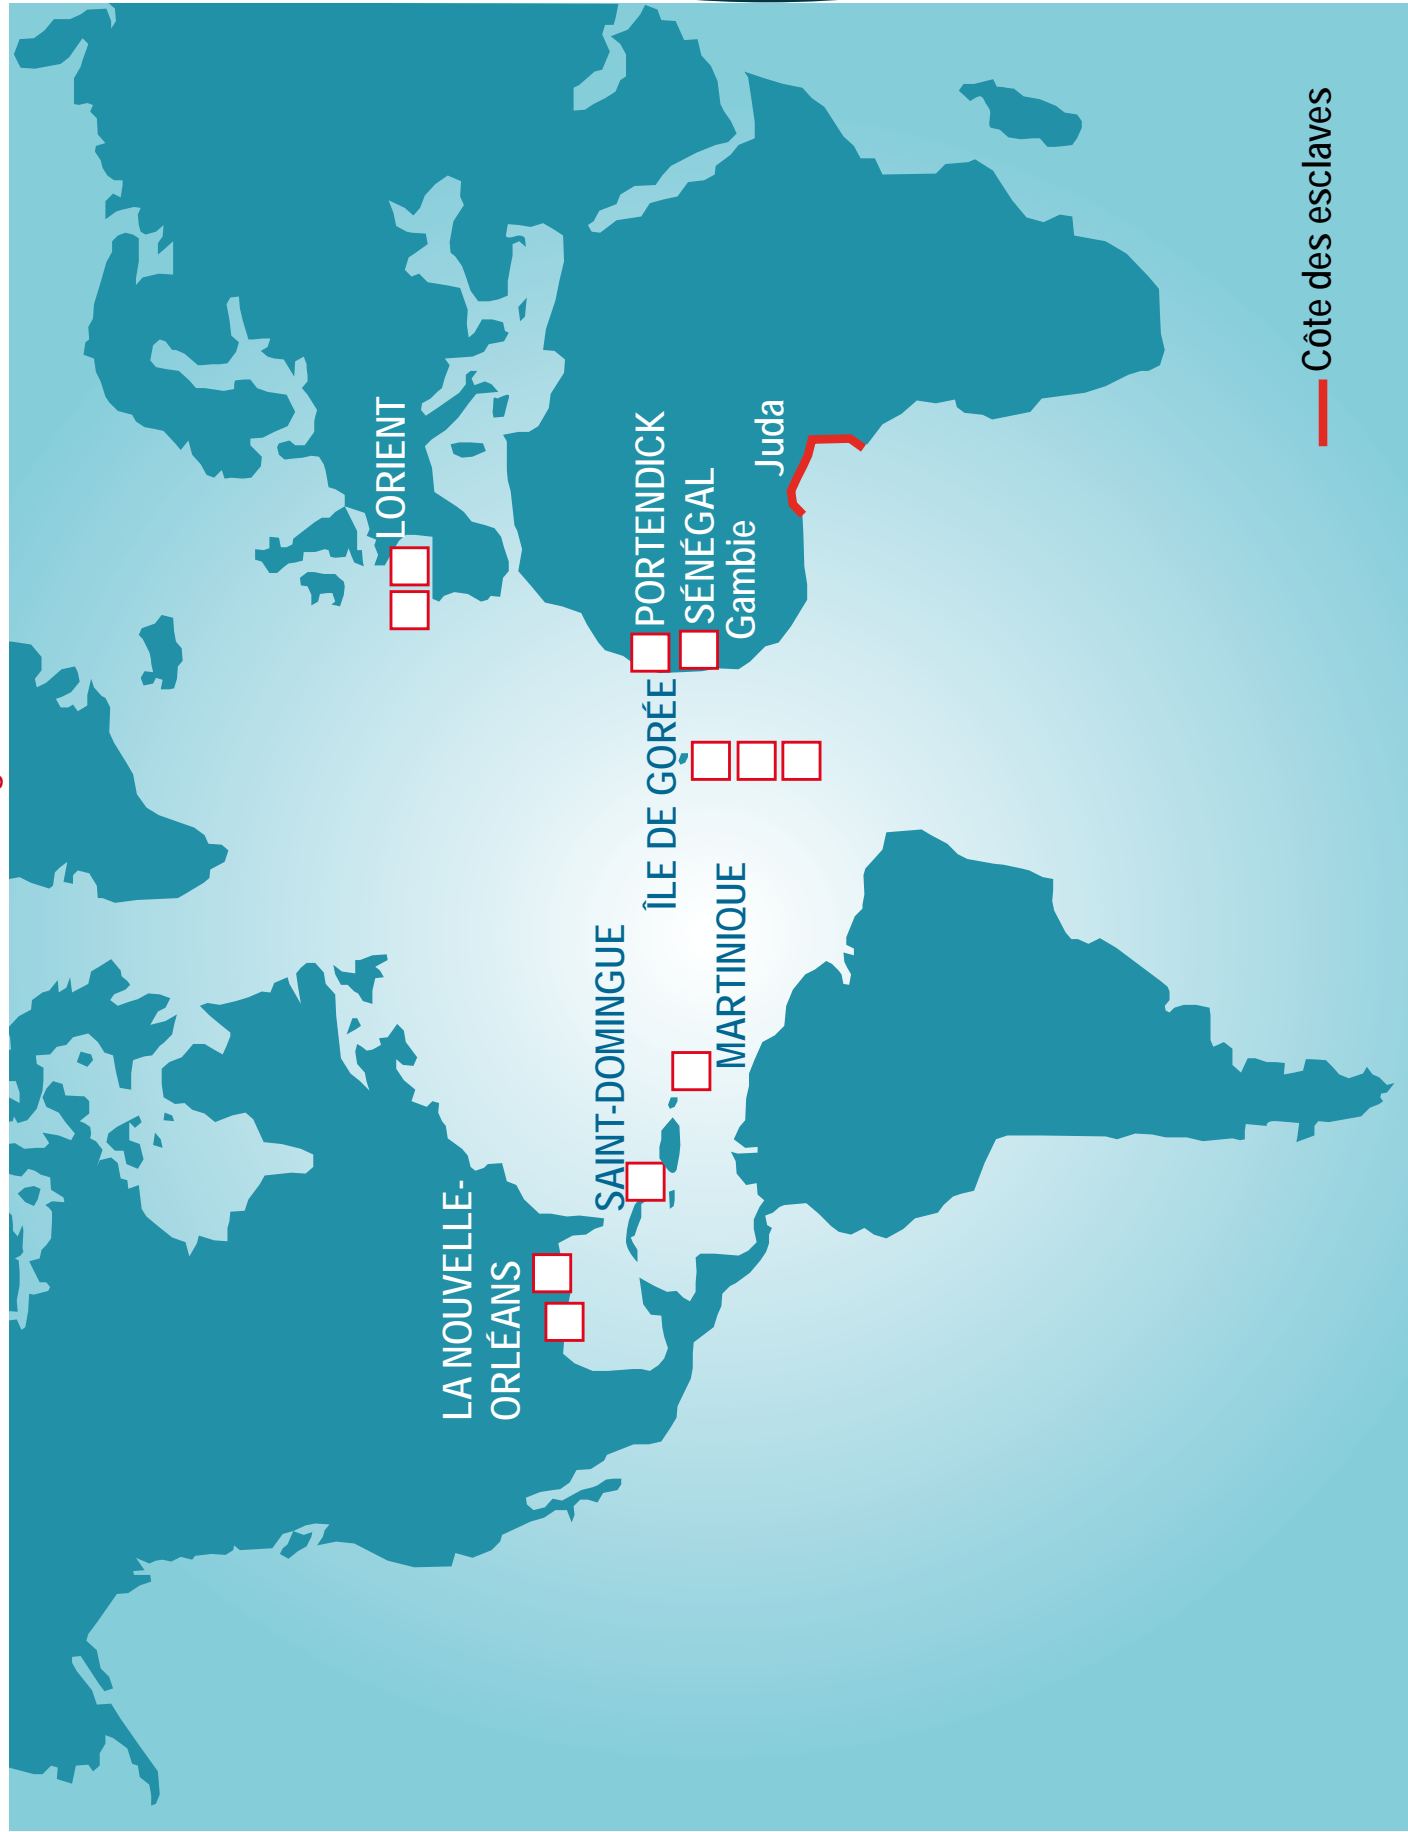 LORIENT
LA NOUVELLE-
ORLÉANS
SAINT-DOMINGUE
MARTINIQUE
ÎLE DE GORÉE
PORTENDICK
SÉNÉGAL
Gambie
Juda
Côte des esclaves